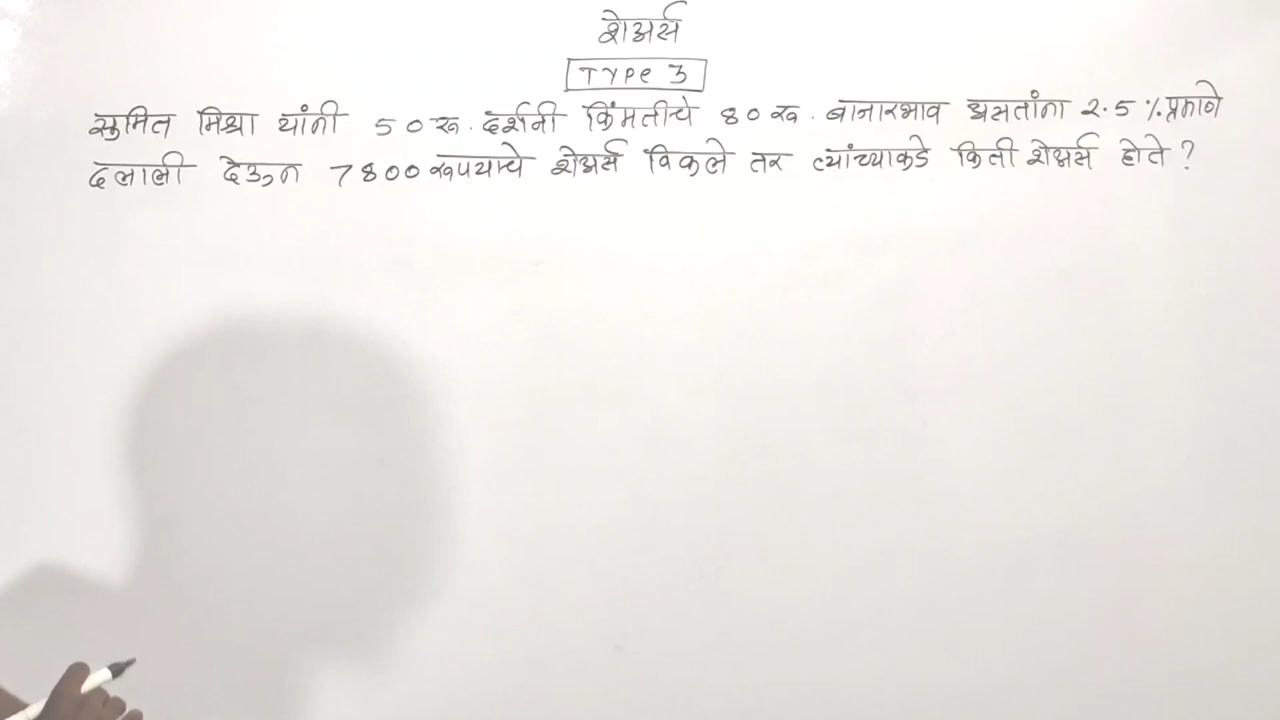 शेअर्स
TYPe 3
सुमित मिश्रा यांनी 50 रू. दर्शनी किंमतीचे 80 रू. बाजारभाव असतांना 2.5 % प्रमाणे
दलाली देऊन 7800 रूपयाचे शेअर्स विकले तर त्यांच्याकडे किती शेअर्स होते ?